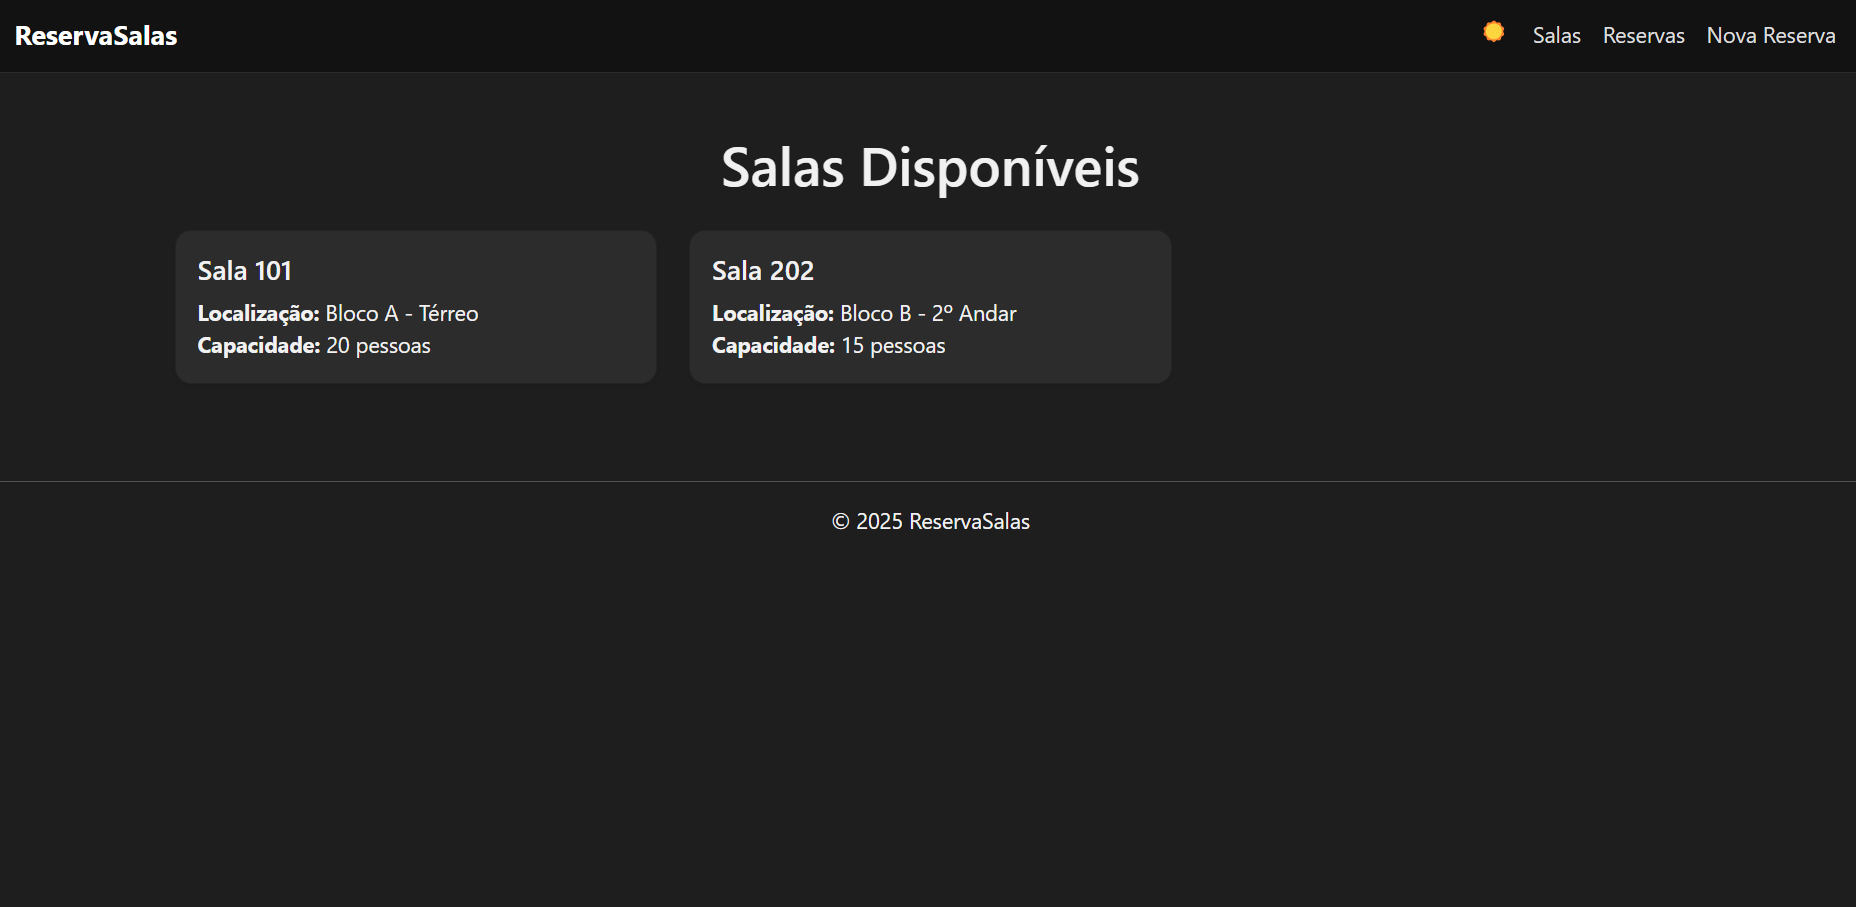 ReservaSalas
Salas Reservas Nova Reserva
Salas Disponíveis
Sala 101
Localização: Bloco A - Térreo
Capacidade: 20 pessoas
Sala 202
Localização: Bloco B - 2º Andar
Capacidade: 15 pessoas
© 2025 ReservaSalas